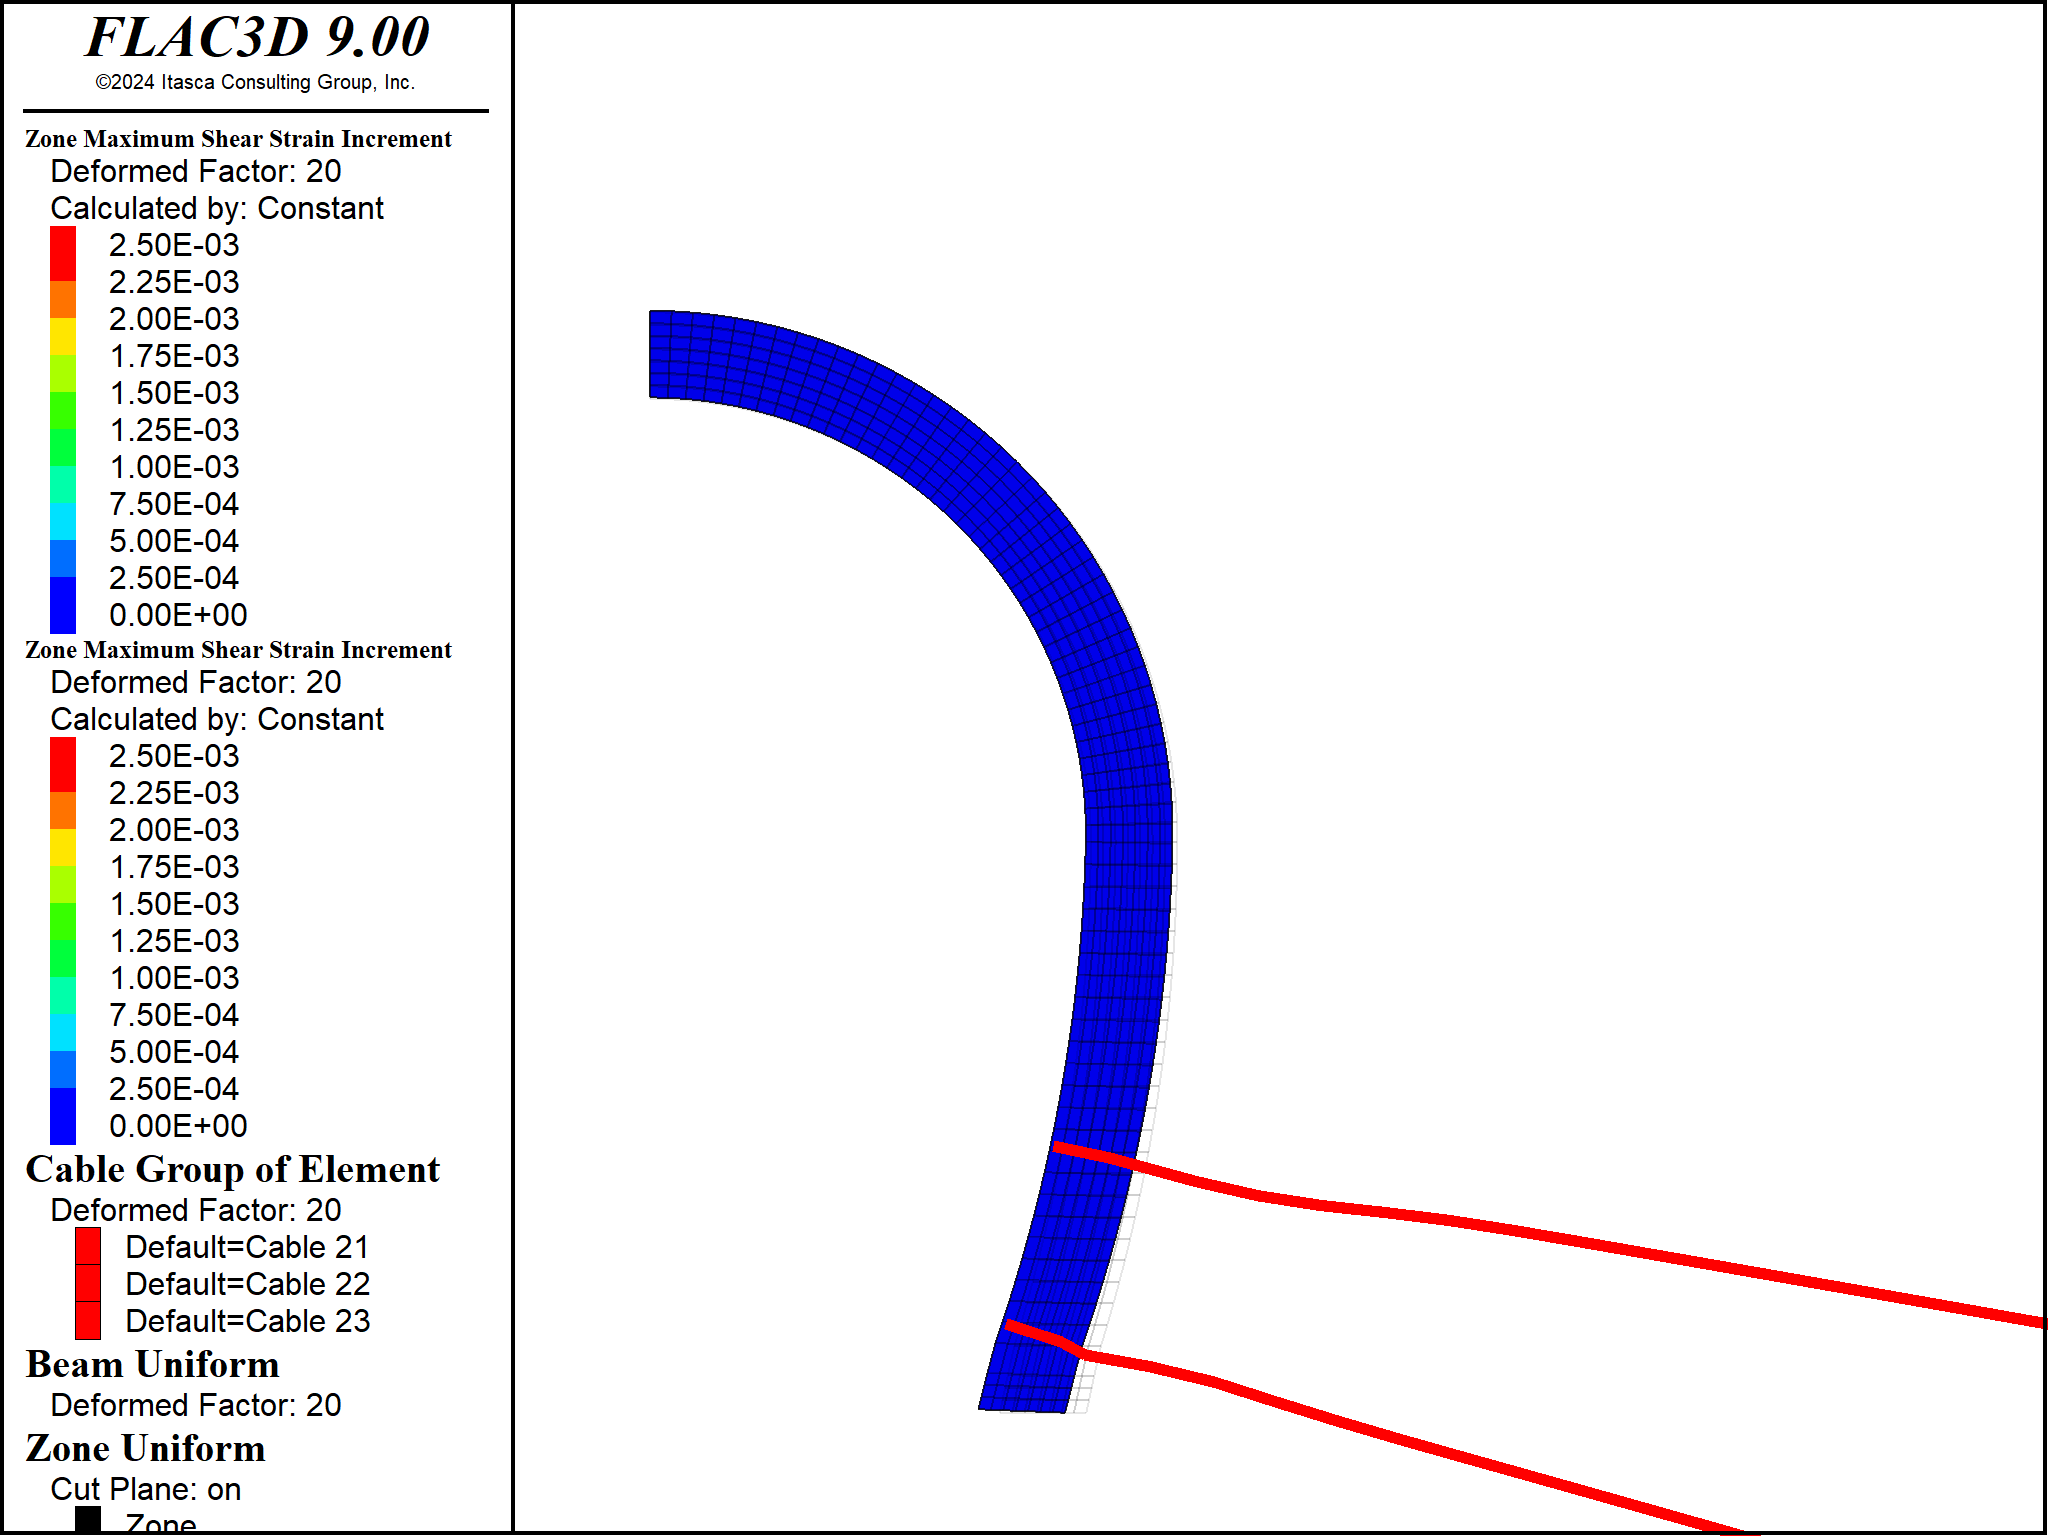 FLAC3D 9.00
©2024 Itasca Consulting Group, Inc.
Zone Maximum Shear Strain Increment
Deformed Factor: 20
Calculated by: Constant
2.50E-03
2.25E-03
2.00E-03
1.75E-03
1.50E-03
1.25E-03
1.00E-03
7.50E-04
5.00E-04
2.50E-04
0.00E+00
Zone Maximum Shear Strain Increment
Deformed Factor: 20
Calculated by: Constant
2.50E-03
2.25E-03
2.00E-03
1.75E-03
1.50E-03
1.25E-03
1.00E-03
7.50E-04
5.00E-04
2.50E-04
0.00E+00
Cable Group of Element
Deformed Factor: 20
Default=Cable 21
Default=Cable 22
Default=Cable 23
Beam Uniform
Deformed Factor: 20
Zone Uniform
Cut Plane: on
Zone